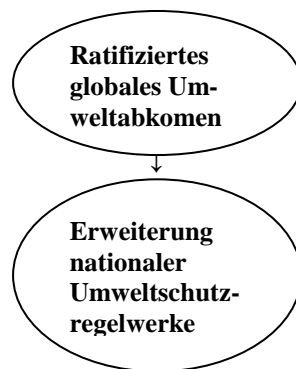 Ratifiziertes
globales Um-
weltabkomen
↓
Erweiterung
nationaler
Umweltschutz-
regelwerke